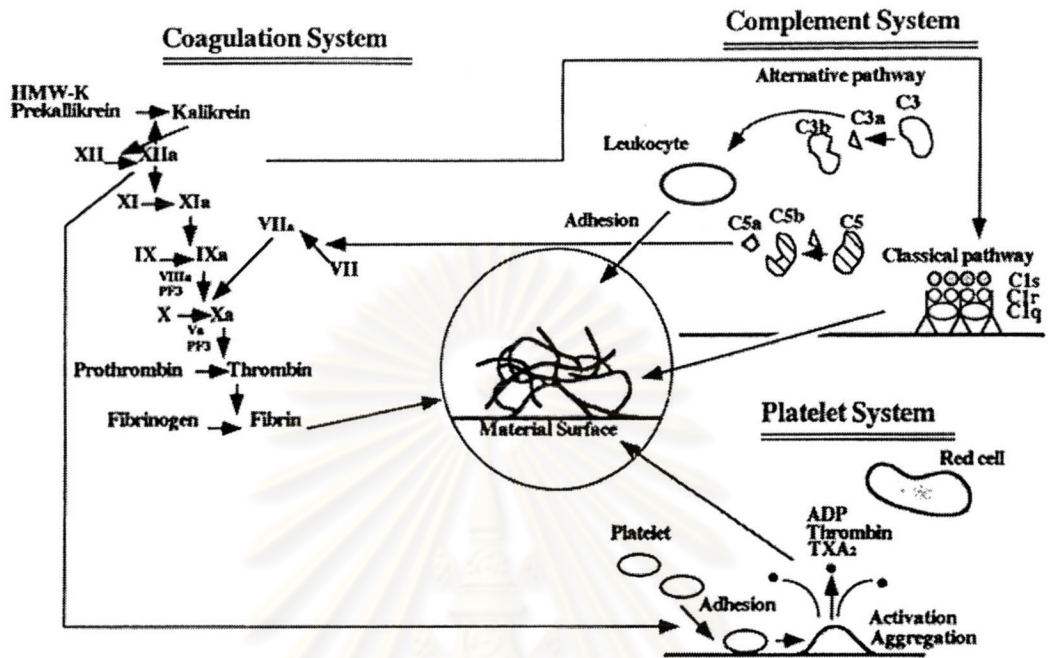 Coagulation System
HMW-K
Prekallikrein
Kalikrein
XII
XIIa
XI
XIa
IX
IXa
VIIIa
PF3
X
Xa
Va
PF3
Prothrombin
Thrombin
Fibrinogen
Fibrin
VIIa
VII
Complement System
Alternative pathway
C3
C3a
C3b
Leukocyte
Adhesion
C5a
C5b
C5
Classical pathway
C1s
C1r
C1q
Material Surface
Platelet System
Red cell
ADP
Thrombin
TXA2
Platelet
Adhesion
Activation
Aggregation